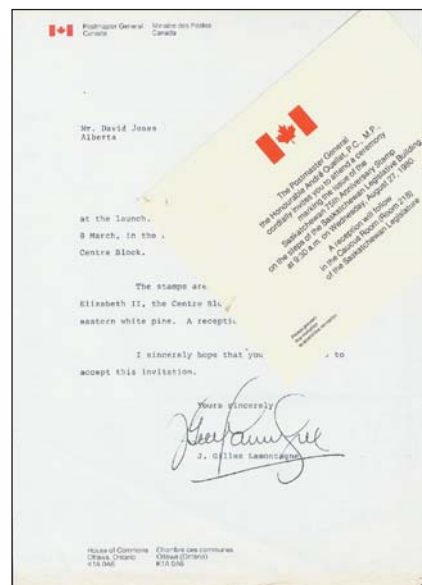 Postmaster General Ministre des Postes
Canada Canada
Mr. David Jones
Alberta
at the launch
8 March, in the
Centre Block.
The stamps are
Elizabeth II, the Centre Blo
eastern white pine. A recepti
I sincerely hope that you to
accept this invitation.
Yours sincerely
J. Gilles Lamontagne
House of Commons Chambre des communes
Ottawa, Ontario Ottawa (Ontario)
K1A 0A6 K1A 0A6
The Postmaster General
the Honourable André Ouellet, P.C., M.P.,
cordially invites you to attend a ceremony
marking the issue of the
Saskatchewan 75th Anniversary Stamp
on the steps of the Saskatchewan Legislative Building
at 9:30 a.m. on Wednesday, August 27, 1980.
A reception will follow
in the Caucus Room (Room 218)
of the Saskatchewan Legislature